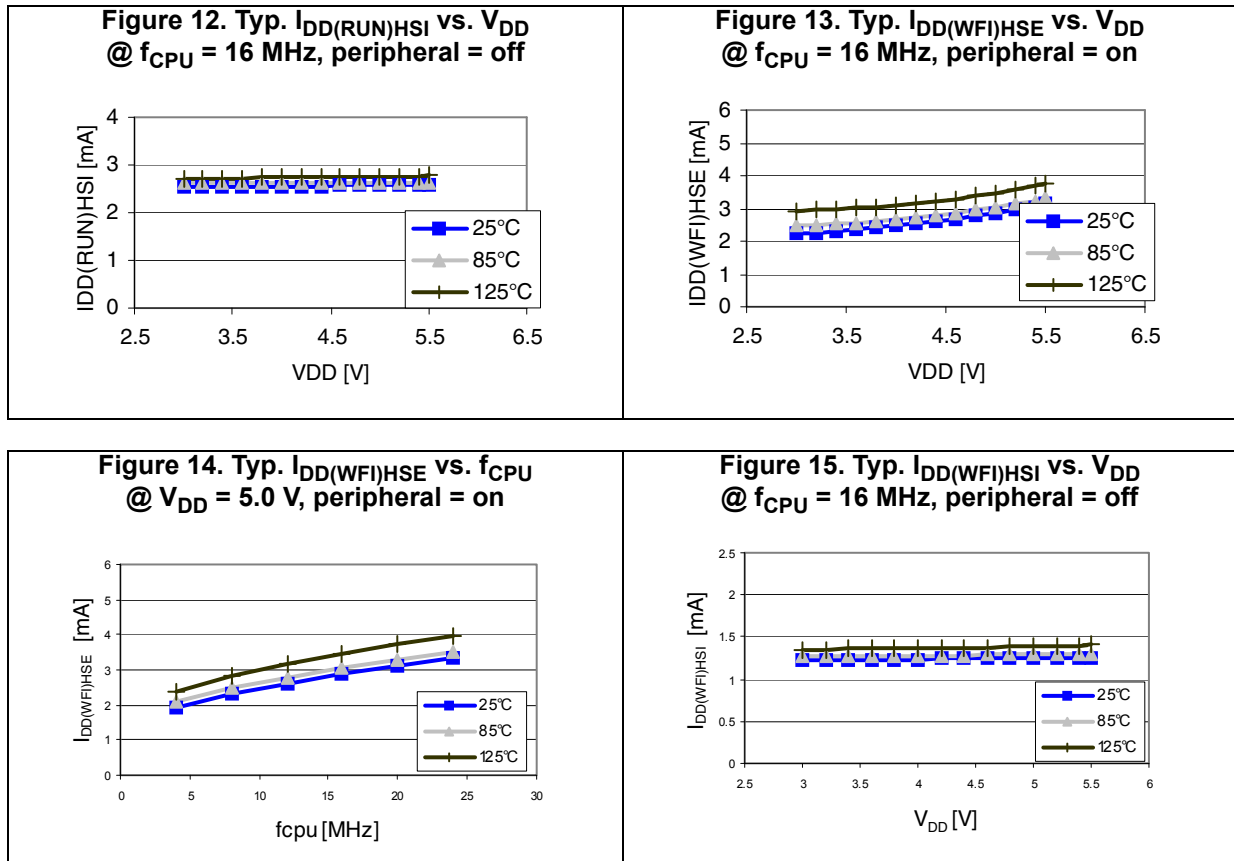 Figure 12. Typ. IDD(RUN)HSI vs. VDD
@ fCPU = 16 MHz, peripheral = off
4
3
2
1
0
IDD(RUN)HSI [mA]
25°C
85°C
125°C
2.5
3.5
4.5
5.5
6.5
VDD [V]
Figure 13. Typ. IDD(WFI)HSE vs. VDD
@ fCPU = 16 MHz, peripheral = on
6
5
4
3
2
1
0
IDD(WFI)HSE [mA]
25°C
85°C
125°C
2.5
3.5
4.5
5.5
6.5
VDD [V]
Figure 14. Typ. IDD(WFI)HSE vs. fCPU
@ VDD = 5.0 V, peripheral = on
6
5
4
3
2
1
0
IDD(WFI)HSE [mA]
25°C
85°C
125°C
0
5
10
15
20
25
30
fcpu [MHz]
Figure 15. Typ. IDD(WFI)HSI vs. VDD
@ fCPU = 16 MHz, peripheral = off
2.5
2
1.5
1
0.5
0
IDD(WFI)HSI [mA]
25°C
85°C
125°C
2.5
3
3.5
4
4.5
5
5.5
6
VDD [V]